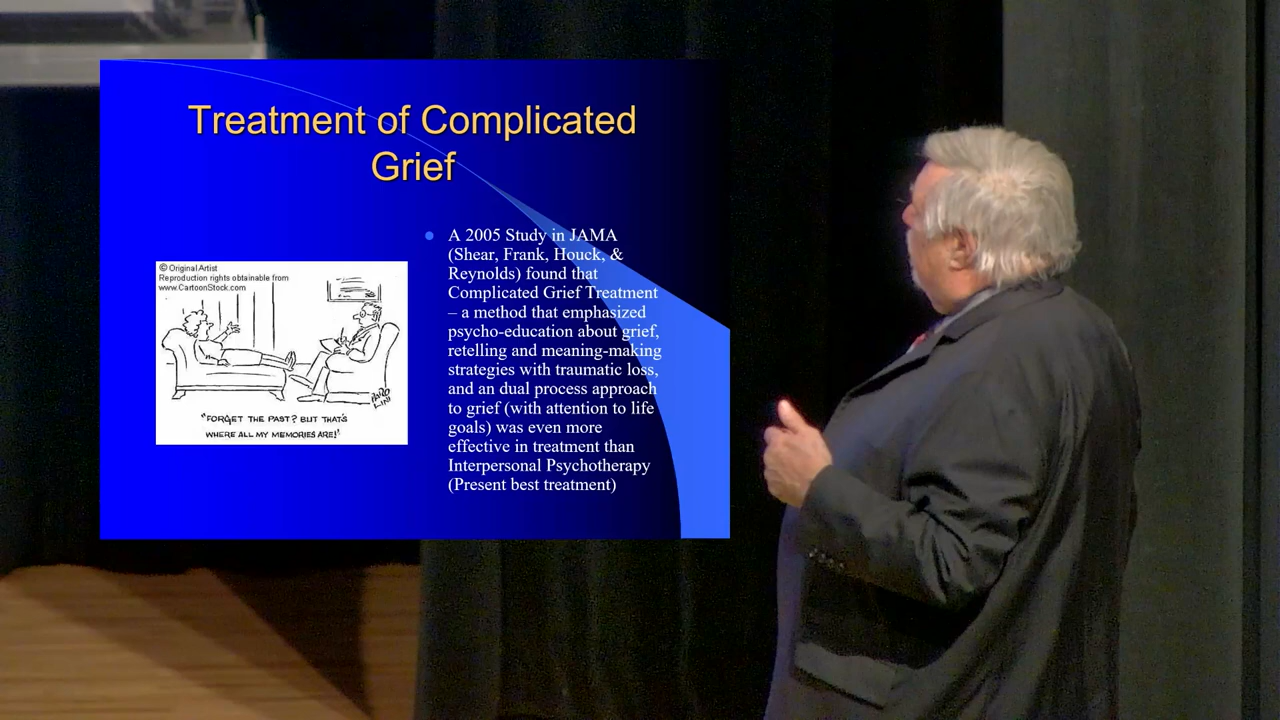 Treatment of Complicated
Grief
© Original Artist
Reproduction rights obtainable from
www.CartoonStock.com
"FORGET THE PAST? BUT THAT'S
WHERE ALL MY MEMORIES ARE!"
A 2005 Study in JAMA
(Shear, Frank, Houck, &
Reynolds) found that
Complicated Grief Treatment
– a method that emphasized
psycho-education about grief,
retelling and meaning-making
strategies with traumatic loss,
and an dual process approach
to grief (with attention to life
goals) was even more
effective in treatment than
Interpersonal Psychotherapy
(Present best treatment)